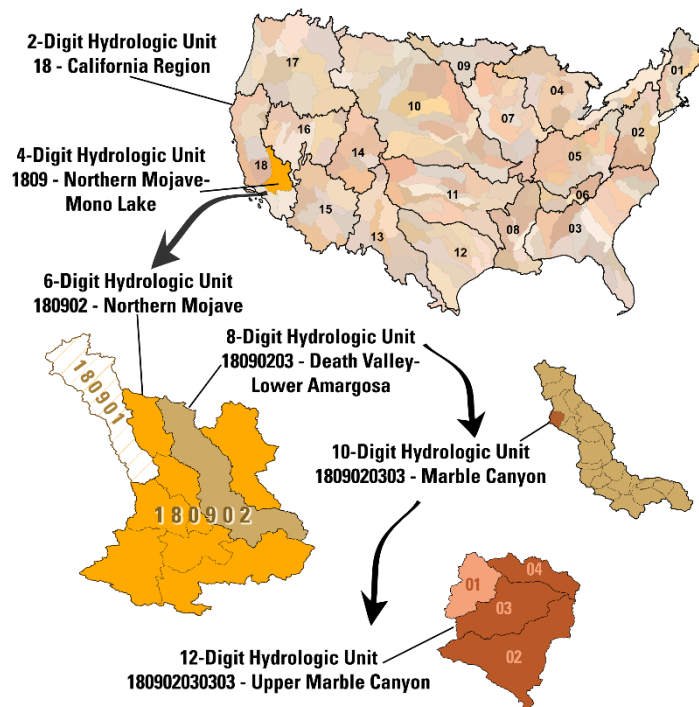 2-Digit Hydrologic Unit
18 - California Region
17
09
01
04
10
07
02
16
4-Digit Hydrologic Unit
1809 - Northern Mojave-
Mono Lake
18
14
05
11
06
15
13
12
08
03
6-Digit Hydrologic Unit
180902 - Northern Mojave
8-Digit Hydrologic Unit
18090203 - Death Valley-
Lower Amargosa
180901
180902
10-Digit Hydrologic Unit
1809020303 - Marble Canyon
01
04
03
02
12-Digit Hydrologic Unit
180902030303 - Upper Marble Canyon